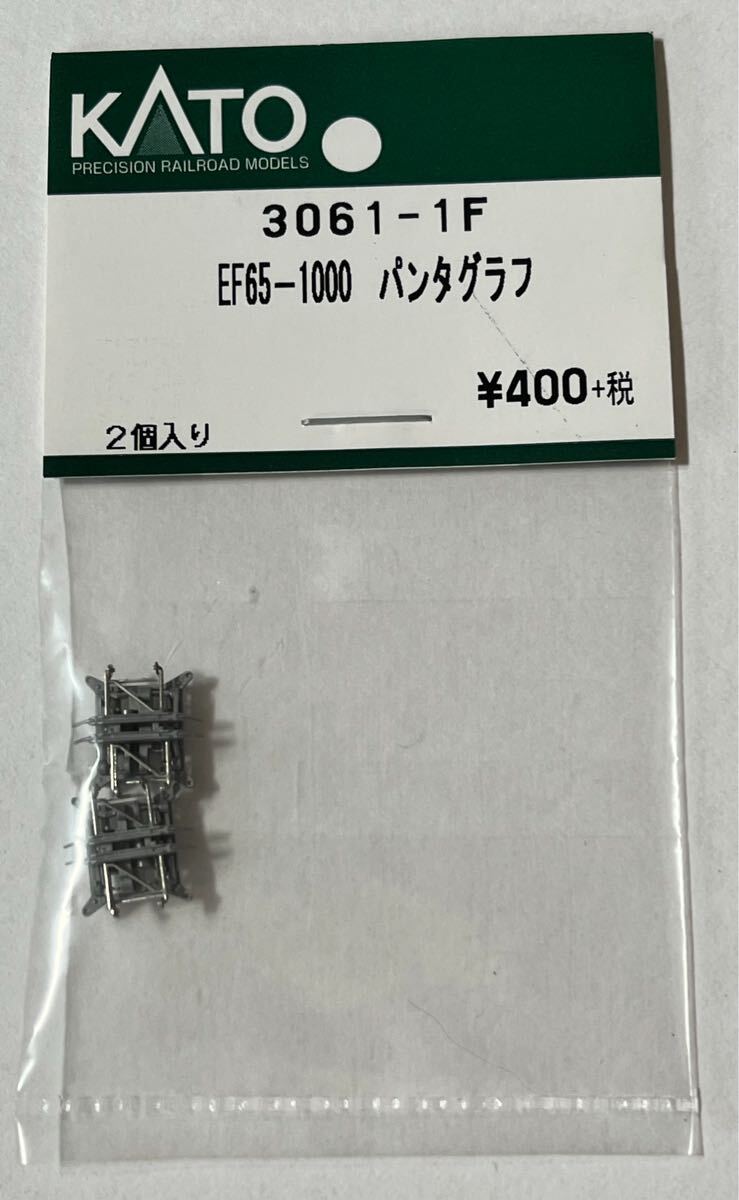 KATO
PRECISION RAILROAD MODELS
3061-1F
EF65-1000 パンタグラフ
¥400+税
2個入り